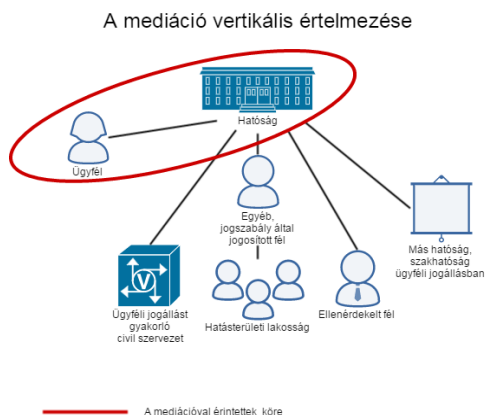 A mediáció vertikális értelmezése
Hatóság
Ügyfél
Egyéb,
jogszabály által
jogosított fél
Más hatóság,
szakhatóság
ügyféli jogállásban
V
Ügyféli jogállást
gyakorló
civil szervezet
Hatásterületi lakosság
Ellenérdekelt fél
A mediációval érintettek köre